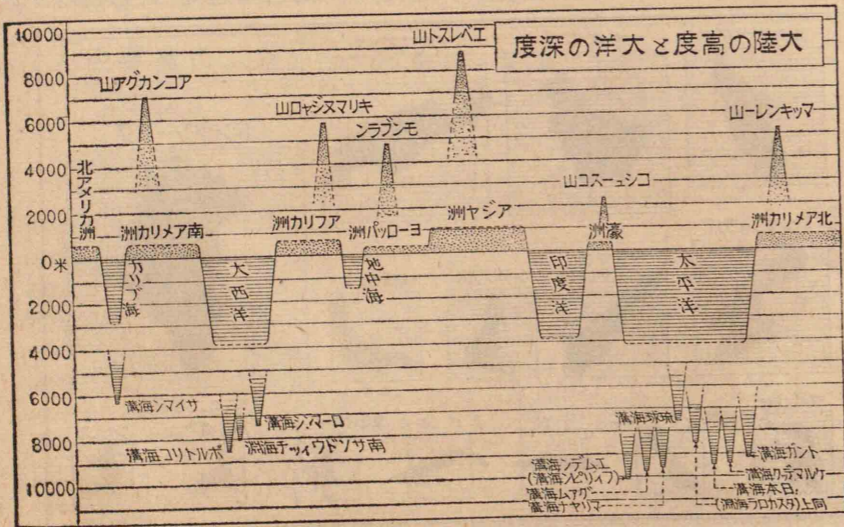 大陸の高度と大洋の深度
10000
8000
6000
4000
2000
0米
2000
4000
6000
8000
10000
エベレスト山
アコンカグア山
キリマヌジャロ山
モンブラン
マッキンレー山
コシュースコ山
北アメリカ洲
南アメリカ洲
アフリカ洲
ヨーロッパ洲
アジヤ洲
濠洲
北アメリカ洲
カリブ海
大西洋
地中海
印度洋
太平洋
サイマン海溝
ローマンシ海溝
ポルトリコ海溝
南サンドウィッチ海淵
琉球海溝
エムデン海溝
(フィリピン海溝)
グァム海溝
マリヤナ海溝
トンガ海溝
ケルマデック海溝
日本海溝
同上(タスカロラ海淵)